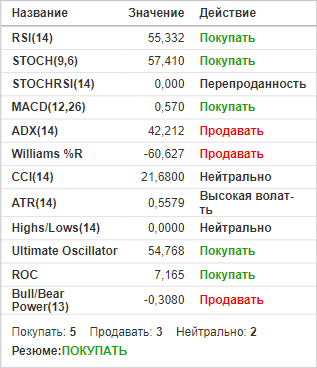 Название Значение Действие
RSI(14) 55,332 Покупать
STOCH(9,6) 57,410 Покупать
STOCHRSI(14) 0,000 Перепроданность
MACD(12,26) 0,570 Покупать
ADX(14) 42,212 Продавать
Williams %R -60,627 Продавать
CCI(14) 21,6800 Нейтрально
ATR(14) 0,5579 Высокая волат-
ть
Highs/Lows(14) 0,0000 Нейтрально
Ultimate Oscillator 54,768 Покупать
ROC 7,165 Покупать
Bull/Bear
Power(13) -0,3080 Продавать
Покупать: 5 Продавать: 3 Нейтрально: 2
Резюме:ПОКУПАТЬ